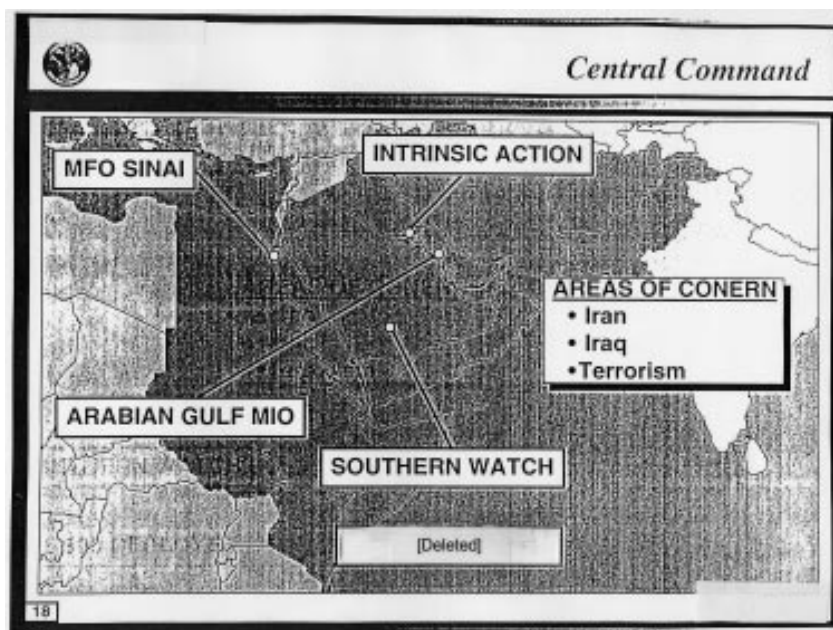 Central Command
MFO SINAI
INTRINSIC ACTION
AREAS OF CONERN
• Iran
• Iraq
•Terrorism
ARABIAN GULF MIO
SOUTHERN WATCH
[Deleted]
18